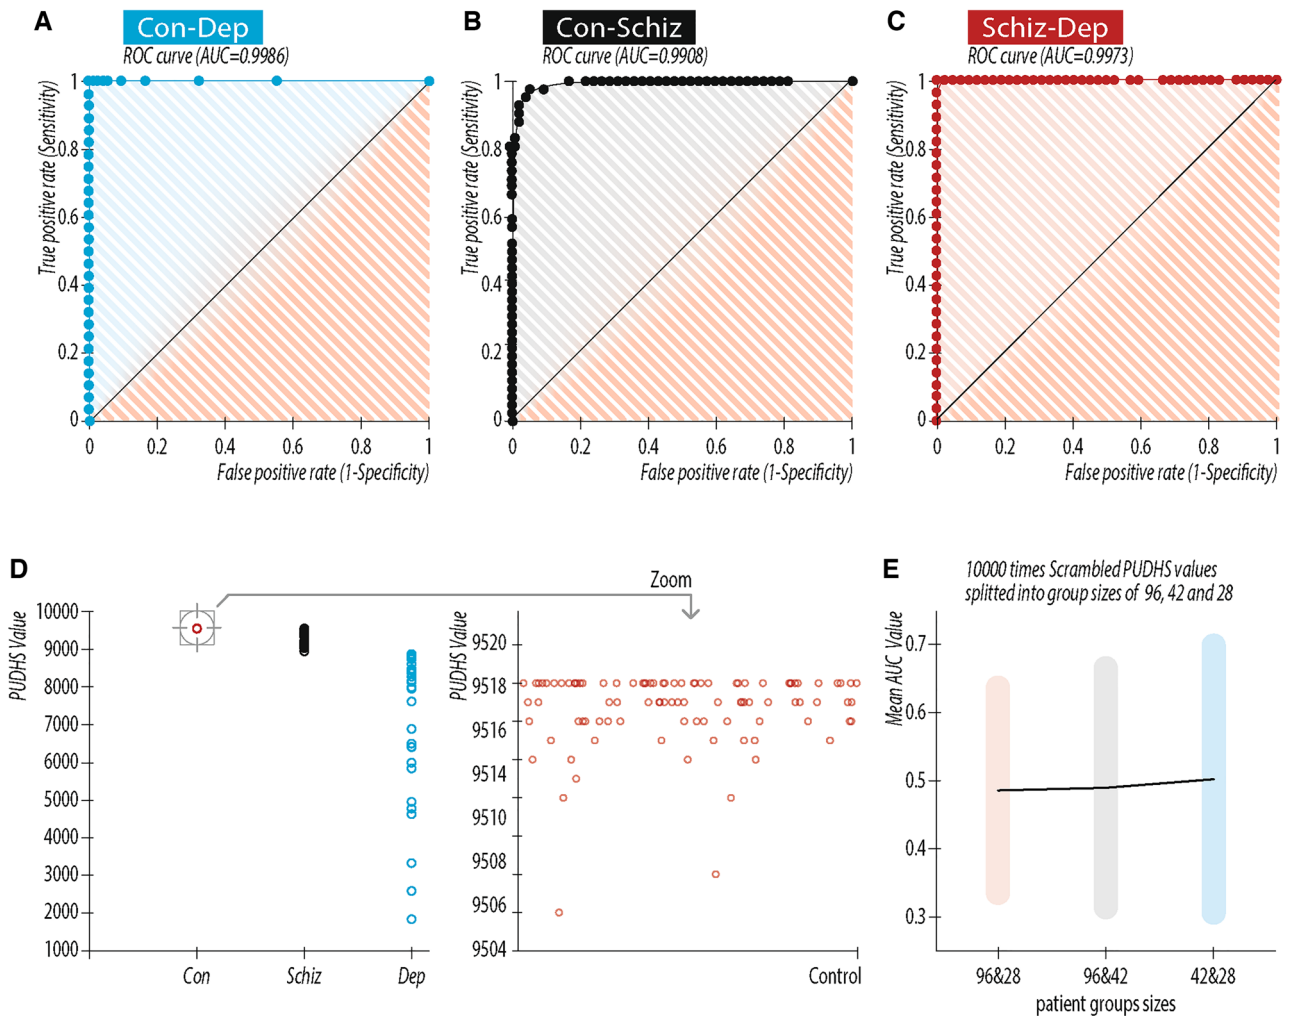 A
Con-Dep
ROC curve (AUC=0.9986)
True positive rate (Sensitivity)
1
0.8
0.6
0.4
0.2
0
0
0.2
0.4
0.6
0.8
1
False positive rate (1-Specificity)
B
Con-Schiz
ROC curve (AUC=0.9908)
True positive rate (Sensitivity)
1
0.8
0.6
0.4
0.2
0
0
0.2
0.4
0.6
0.8
1
False positive rate (1-Specificity)
C
Schiz-Dep
ROC curve (AUC=0.9973)
True positive rate (Sensitivity)
1
0.8
0.6
0.4
0.2
0
0
0.2
0.4
0.6
0.8
1
False positive rate (1-Specificity)
D
PUDHS Value
10000
9000
8000
7000
6000
5000
4000
3000
2000
1000
Con
Schiz
Dep
Zoom
PUDHS Value
9520
9518
9516
9514
9510
9508
9506
9504
Control
E
10000 times Scrambled PUDHS values
splitted into group sizes of 96, 42 and 28
Mean AUC Value
0.7
0.6
0.5
0.4
0.3
96&28
96&42
42&28
patient groups sizes